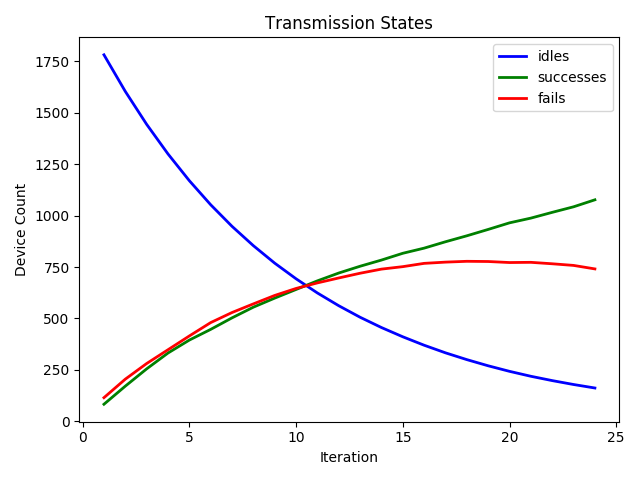 Transmission States
idles
successes
fails
Device Count
1750
1500
1250
1000
750
500
250
0
0 5 10 15 20 25
Iteration